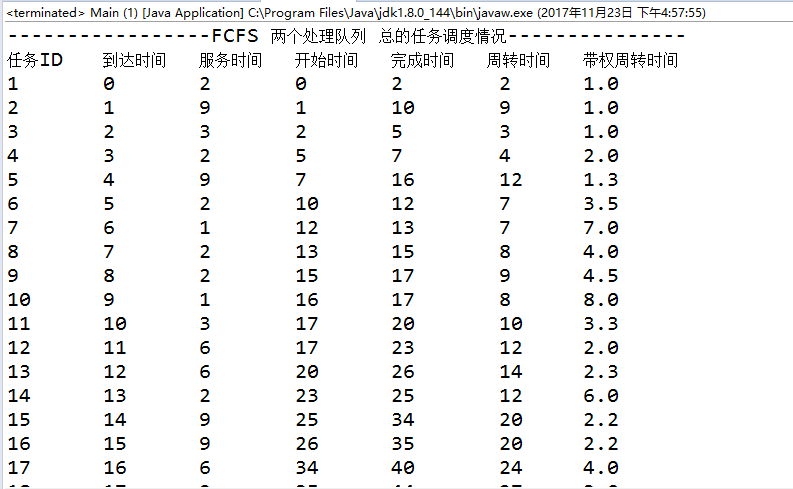 <terminated> Main (1) [Java Application] C:\Program Files\Java\jdk1.8.0_144\bin\javaw.exe (2017年11月23日 下午4:57:55)
-----------------FCFS 两个处理队列 总的任务调度情况---------------
任务ID 到达时间 服务时间 开始时间 完成时间 周转时间 带权周转时间
1 0 2 0 2 2 1.0
2 1 9 1 10 9 1.0
3 2 3 2 5 3 1.0
4 3 2 5 7 4 2.0
5 4 9 7 16 12 1.3
6 5 2 10 12 7 3.5
7 6 1 12 13 7 7.0
8 7 2 13 15 8 4.0
9 8 2 15 17 9 4.5
10 9 1 16 17 8 8.0
11 10 3 17 20 10 3.3
12 11 6 17 23 12 2.0
13 12 6 20 26 14 2.3
14 13 2 23 25 12 6.0
15 14 9 25 34 20 2.2
16 15 9 26 35 20 2.2
17 16 6 34 40 24 4.0